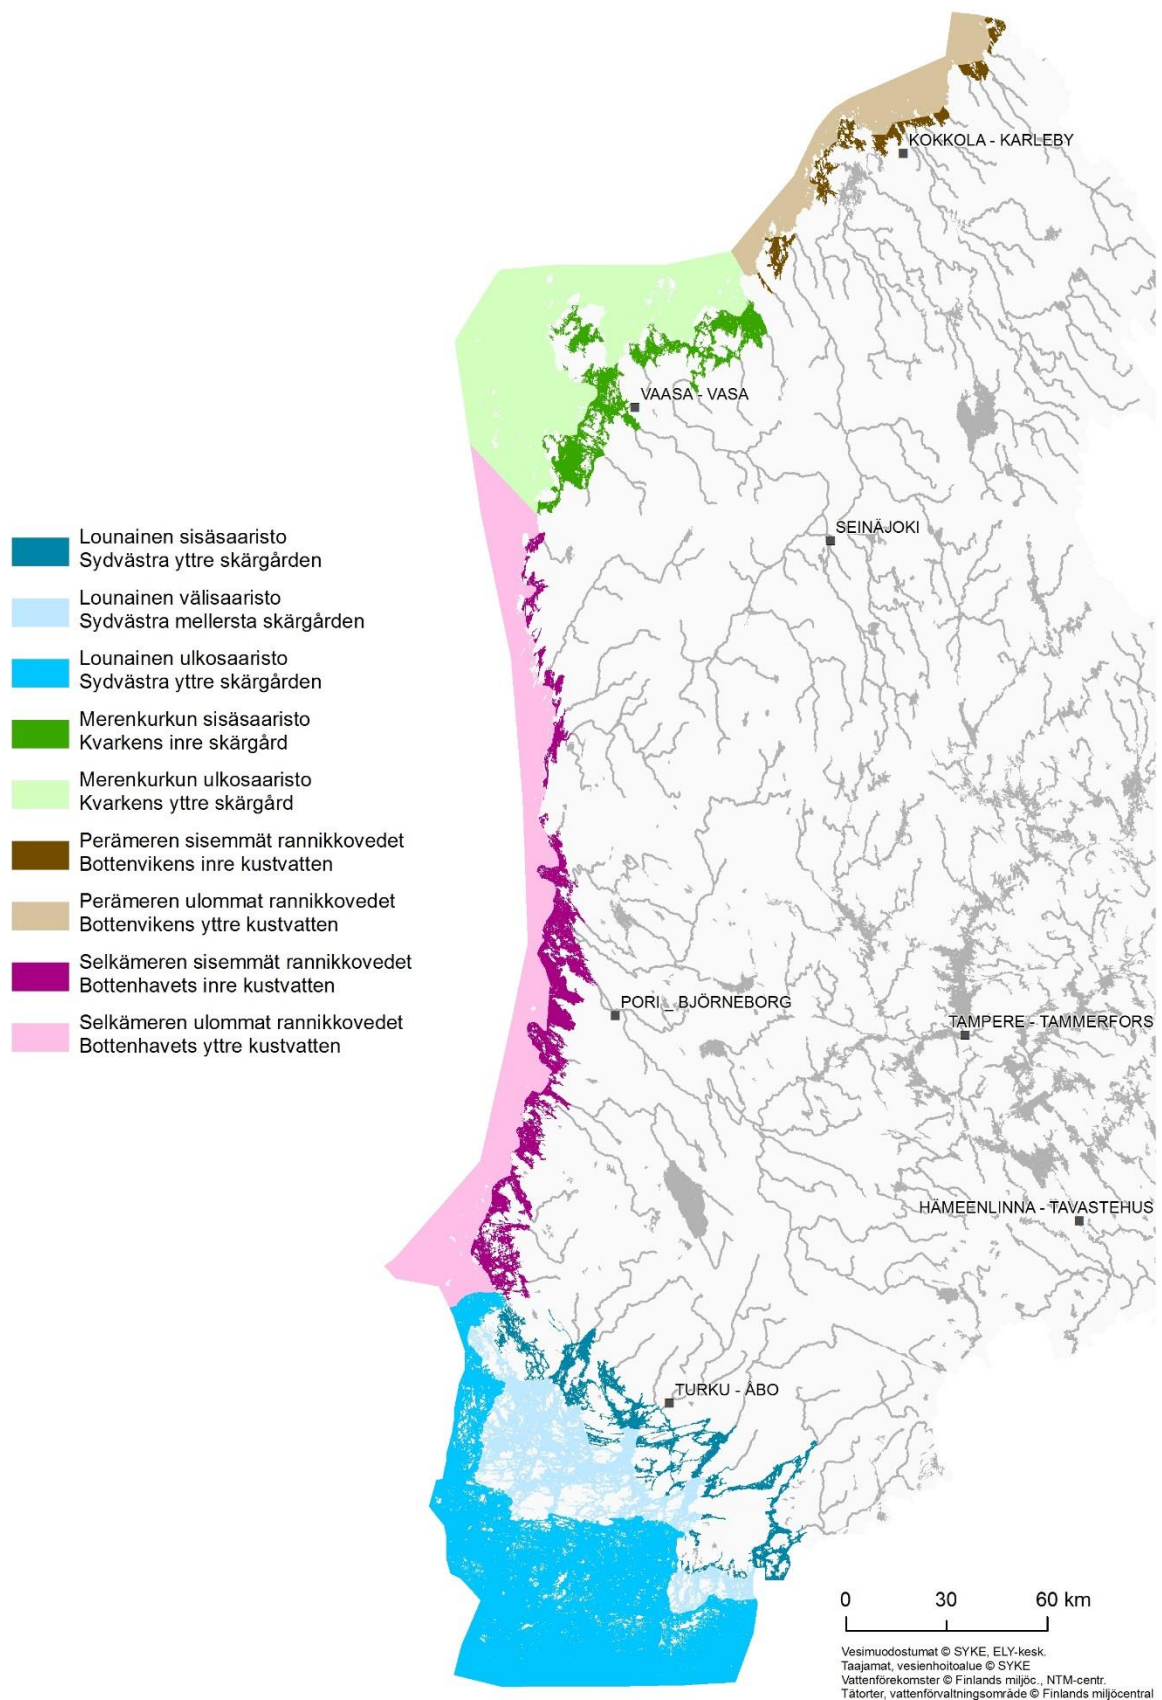 KOKKOLA - KARLEBY
VAASA - VASA
SEINÄJOKI
Lounainen sisäsaaristo
Sydvästra yttre skärgården
Lounainen välisaaristo
Sydvästra mellersta skärgården
Lounainen ulkosaaristo
Sydvästra yttre skärgården
Merenkurkun sisäsaaristo
Kvarkens inre skärgård
Merenkurkun ulkosaaristo
Kvarkens yttre skärgård
Perämeren sisemmät rannikkovedet
Bottenvikens inre kustvatten
Perämeren ulommat rannikkovedet
Bottenvikens yttre kustvatten
Selkämeren sisemmät rannikkovedet
Bottenhavets inre kustvatten
Selkämeren ulommat rannikkovedet
Bottenhavets yttre kustvatten
PORI _ BJÖRNEBORG
TAMPERE - TAMMERFORS
HÄMEENLINNA - TAVASTEHUS
TURKU - ÅBO
0 30 60 km
Vesimuodostumat © SYKE, ELY-kesk.
Taajamat, vesienhoitoalue © SYKE
Vattenförekomster © Finlands miljöc., NTM-centr.
Tätorter, vattenförvaltningsområde © Finlands miljöcentral